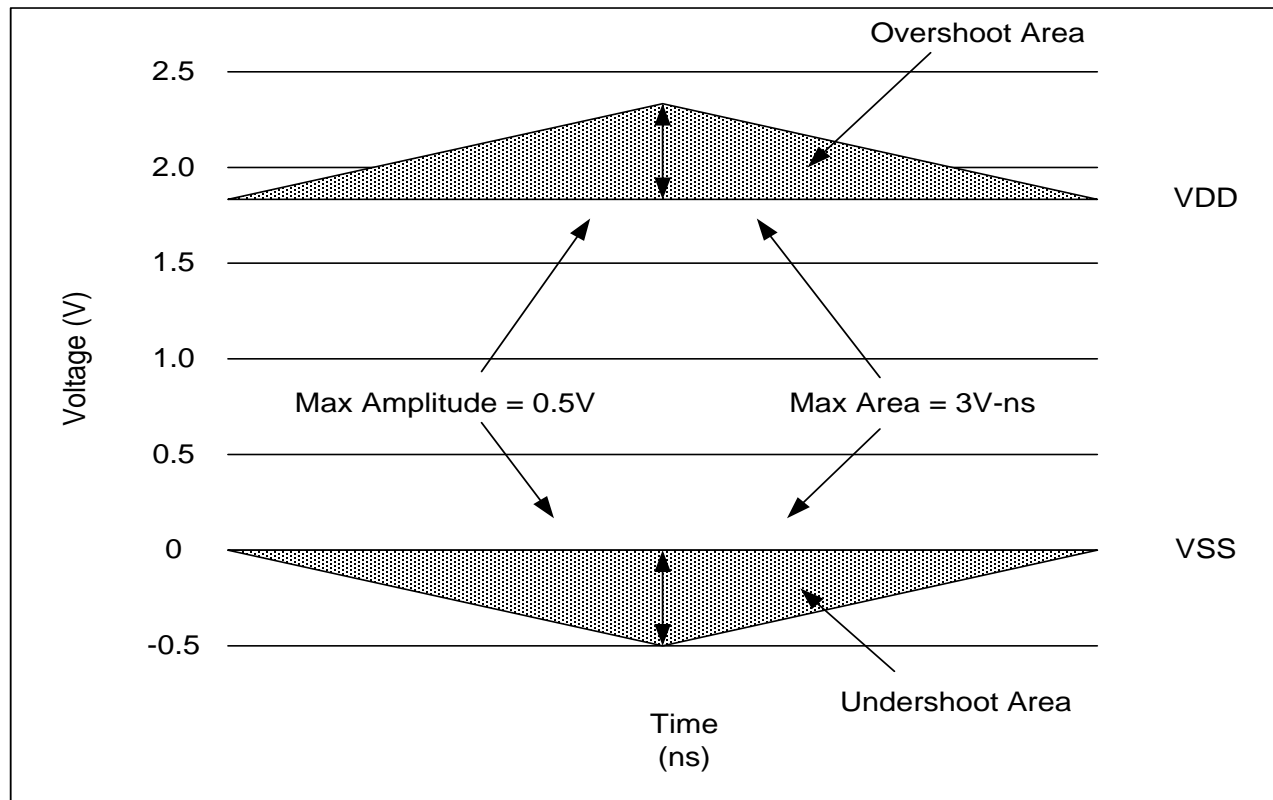 Overshoot Area
2.5
2.0
VDD
1.5
Voltage (V)
1.0
Max Amplitude = 0.5V
Max Area = 3V-ns
0.5
0
VSS
-0.5
Undershoot Area
Time
(ns)